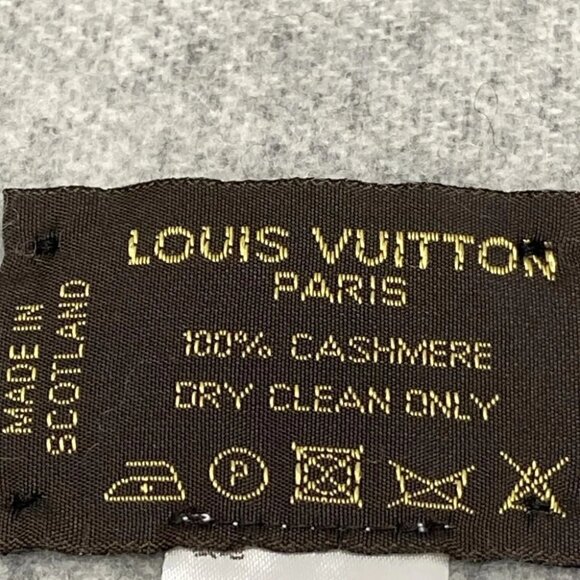 LOUIS VUITTON
PARIS
100% CASHMERE
DRY CLEAN ONLY
P
MADE IN
SCOTLAND